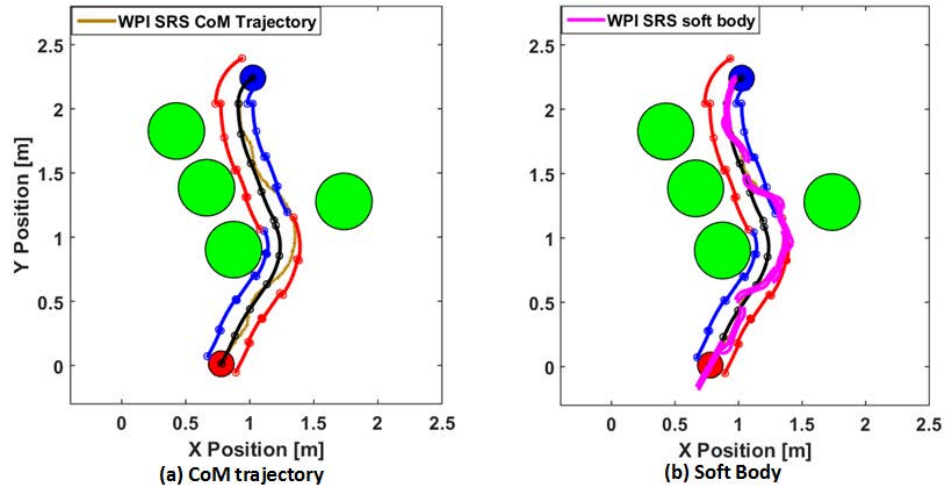 WPI SRS CoM Trajectory
2.5
2
1.5
1
0.5
0
Y Position [m]
0 0.5 1 1.5 2 2.5
X Position [m]
(a) CoM trajectory
WPI SRS soft body
2.5
2
1.5
1
0.5
0
0 0.5 1 1.5 2 2.5
X Position [m]
(b) Soft Body